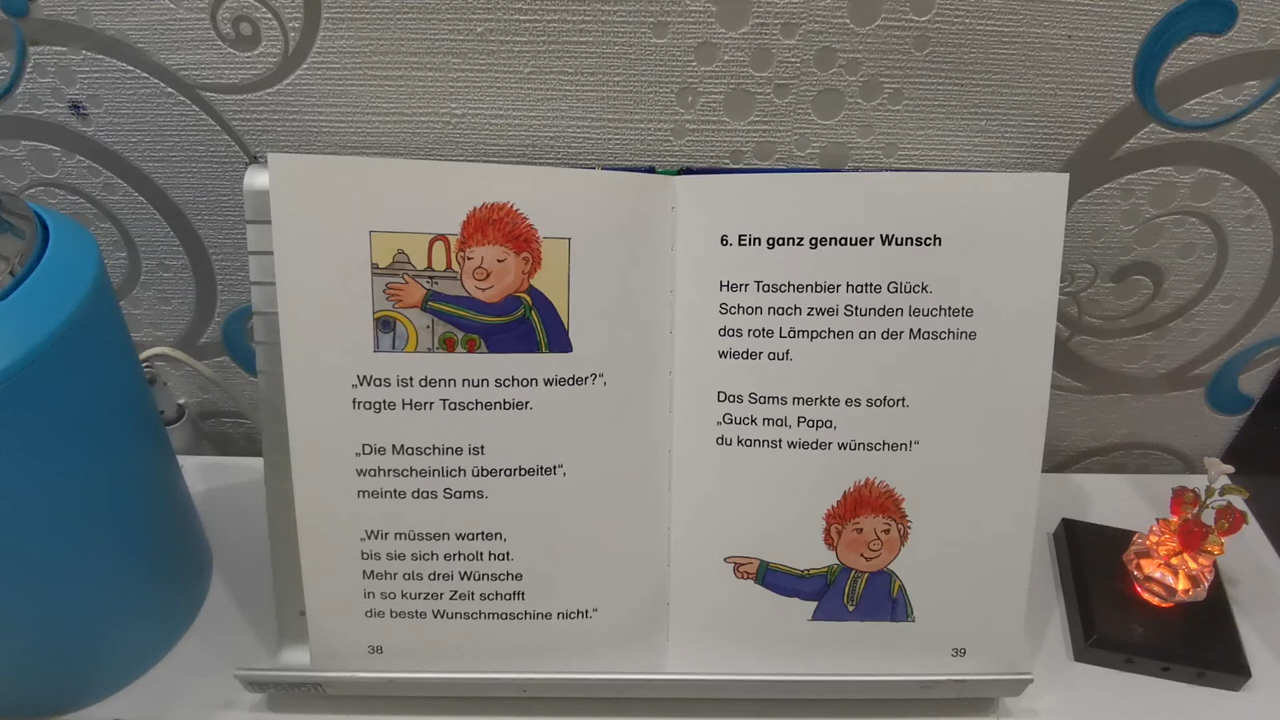 „Was ist denn nun schon wieder?“,
fragte Herr Taschenbier.
„Die Maschine ist
wahrscheinlich überarbeitet“,
meinte das Sams.
„Wir müssen warten,
bis sie sich erholt hat.
Mehr als drei Wünsche
in so kurzer Zeit schafft
die beste Wunschmaschine nicht.“
38
6. Ein ganz genauer Wunsch
Herr Taschenbier hatte Glück.
Schon nach zwei Stunden leuchtete
das rote Lämpchen an der Maschine
wieder auf.
Das Sams merkte es sofort.
„Guck mal, Papa,
du kannst wieder wünschen!“
39